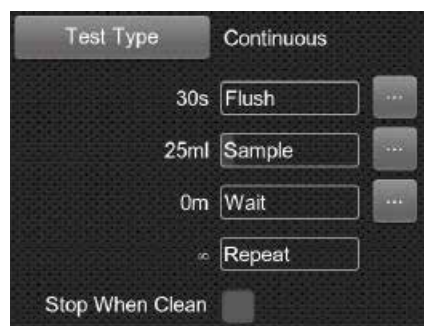 Test Type Continuous
30s Flush ...
25ml Sample ...
0m Wait ...
∞ Repeat
Stop When Clean